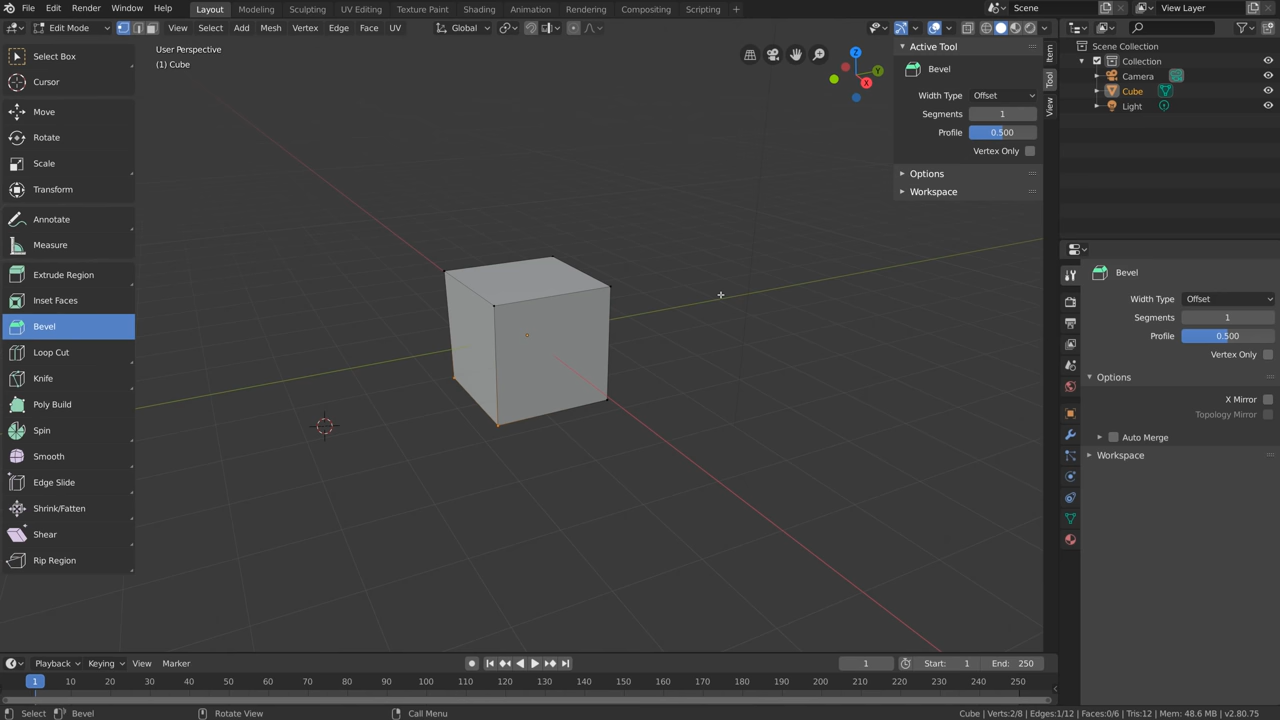 File Edit Render Window Help Layout Modeling Sculpting UV Editing Texture Paint Shading Animation Rendering Compositing Scripting + Scene View Layer
Edit Mode View Select Add Mesh Vertex Edge Face UV Global
User Perspective
(1) Cube
Select Box
Cursor
Move
Rotate
Scale
Transform
Annotate
Measure
Extrude Region
Inset Faces
Bevel
Loop Cut
Knife
Poly Build
Spin
Smooth
Edge Slide
Shrink/Fatten
Shear
Rip Region
Z
Y
X
Active Tool
Bevel
Width Type Offset
Segments 1
Profile 0.500
Vertex Only
Options
Workspace
Item
Tool
View
Scene Collection
Collection
Camera
Cube
Light
Bevel
Width Type Offset
Segments 1
Profile 0.500
Vertex Only
Options
X Mirror
Topology Mirror
Auto Merge
Workspace
Playback Keying View Marker 1 Start: 1 End: 250
1 10 20 30 40 50 60 70 80 90 100 110 120 130 140 150 160 170 180 190 200 210 220 230 240 250
Select Bevel Rotate View Call Menu Cube | Verts:2/8 | Edges:1/12 | Faces:0/6 | Tris:12 | Mem: 48.6 MB | v2.80.75